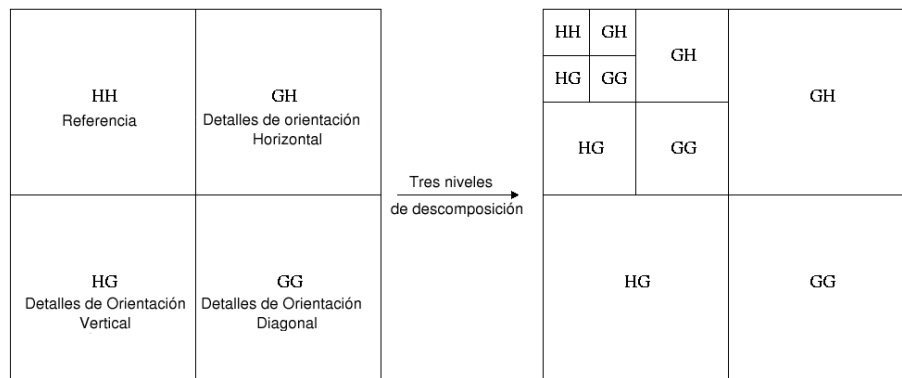 HH
Referencia
GH
Detalles de orientación
Horizontal
HG
Detalles de Orientación
Vertical
GG
Detalles de Orientación
Diagonal
Tres niveles
de descomposición
HH
GH
HG
GG
GH
HG
GG
GH
HG
GG